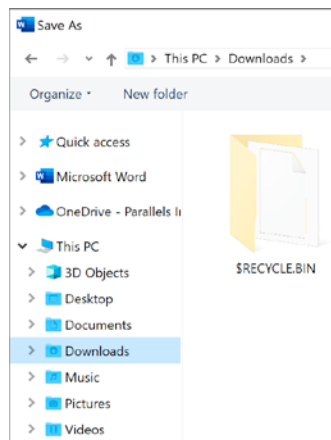 Save As
This PC > Downloads >
Organize
New folder
Quick access
Microsoft Word
OneDrive - Parallels
This PC
3D Objects
Desktop
Documents
Downloads
Music
Pictures
Videos
$RECYCLE.BIN